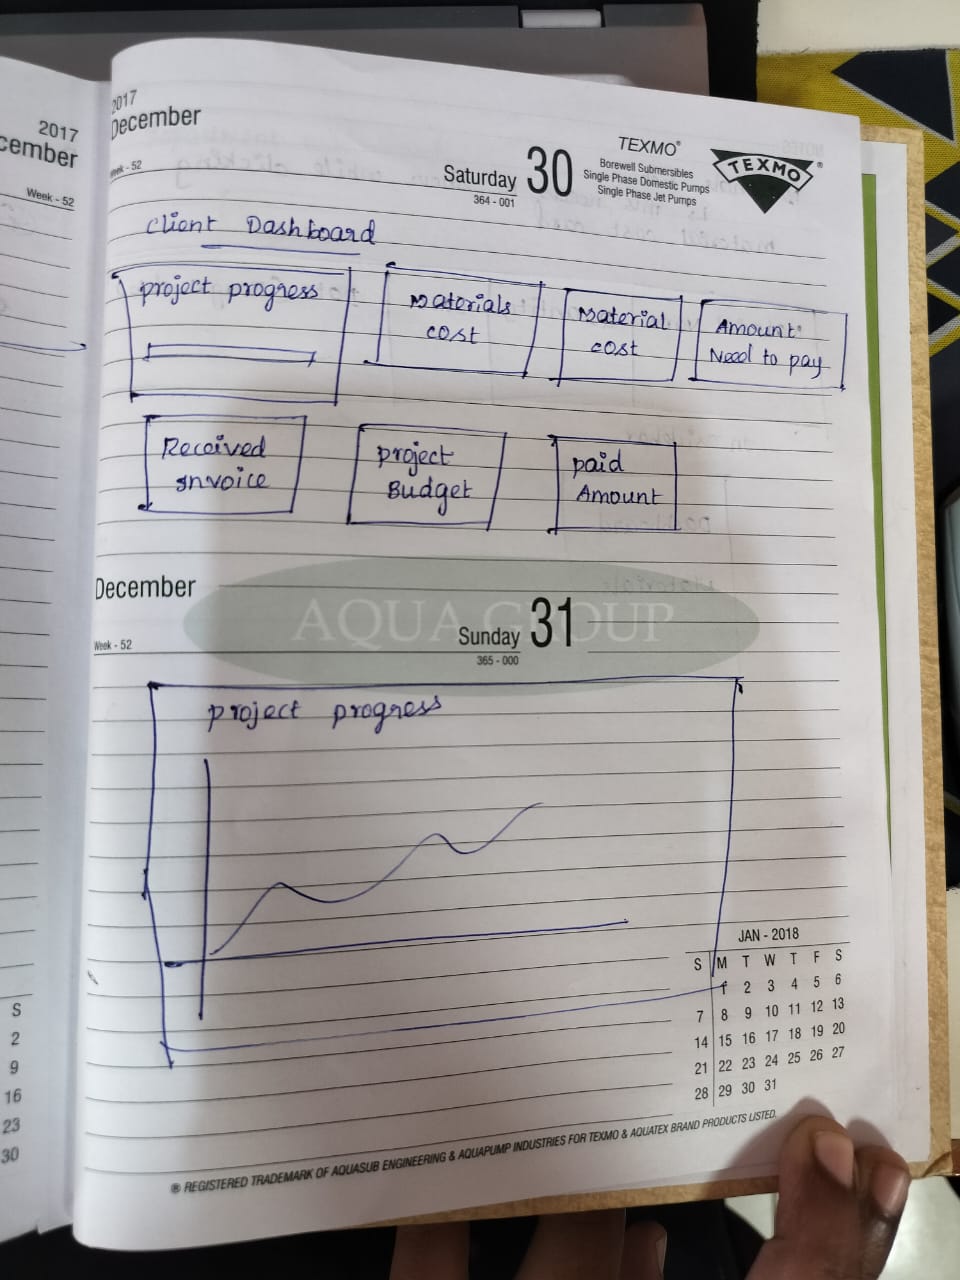 2017
cember
Week - 52
2017
December
Week - 52
Saturday 30
364 - 001
TEXMO®
Borewell Submersibles
Single Phase Domestic Pumps
Single Phase Jet Pumps
TEXMO®
Client Dashboard
project progress
Materials
cost
Material
cost
Amount
Need to pay
Received
Invoice
project
Budget
paid
Amount
December
AQUA GROUP
Week - 52
Sunday 31
365 - 000
project progress
JAN - 2018
S M T W T F S
1 2 3 4 5 6
7 8 9 10 11 12 13
14 15 16 17 18 19 20
21 22 23 24 25 26 27
28 29 30 31
S
2
9
16
23
30
® REGISTERED TRADEMARK OF AQUASUB ENGINEERING & AQUAPUMP INDUSTRIES FOR TEXMO & AQUATEX BRAND PRODUCTS LISTED.